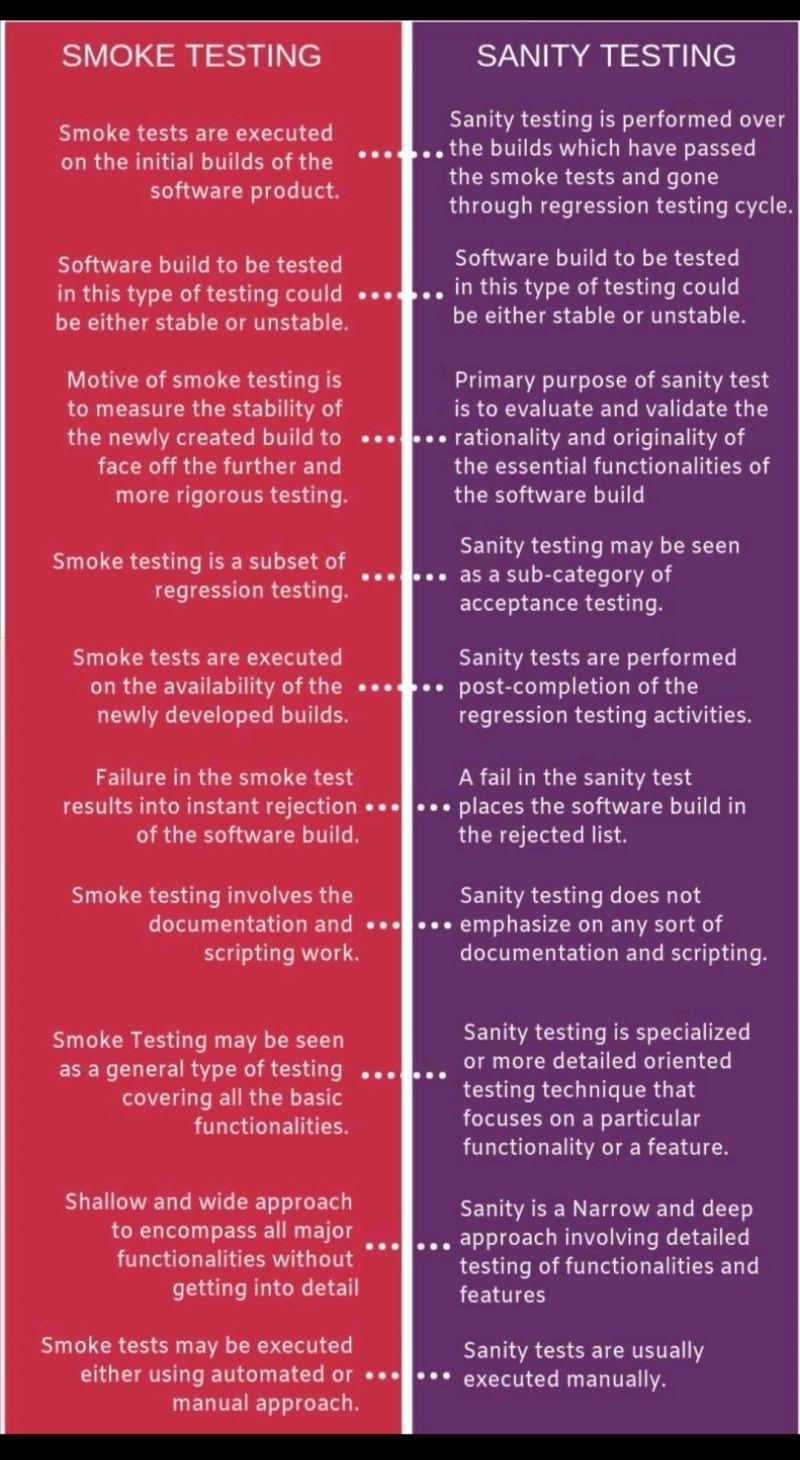 SMOKE TESTING
SANITY TESTING
Smoke tests are executed
on the initial builds of the
software product.
Sanity testing is performed over
the builds which have passed
the smoke tests and gone
through regression testing cycle.
Software build to be tested
in this type of testing could
be either stable or unstable.
Software build to be tested
in this type of testing could
be either stable or unstable.
Motive of smoke testing is
to measure the stability of
the newly created build to
face off the further and
more rigorous testing.
Primary purpose of sanity test
is to evaluate and validate the
rationality and originality of
the essential functionalities of
the software build
Smoke testing is a subset of
regression testing.
Sanity testing may be seen
as a sub-category of
acceptance testing.
Smoke tests are executed
on the availability of the
newly developed builds.
Sanity tests are performed
post-completion of the
regression testing activities.
Failure in the smoke test
results into instant rejection
of the software build.
A fail in the sanity test
places the software build in
the rejected list.
Smoke testing involves the
documentation and
scripting work.
Sanity testing does not
emphasize on any sort of
documentation and scripting.
Smoke Testing may be seen
as a general type of testing
covering all the basic
functionalities.
Sanity testing is specialized
or more detailed oriented
testing technique that
focuses on a particular
functionality or a feature.
Shallow and wide approach
to encompass all major
functionalities without
getting into detail
Sanity is a Narrow and deep
approach involving detailed
testing of functionalities and
features
Smoke tests may be executed
either using automated or
manual approach.
Sanity tests are usually
executed manually.